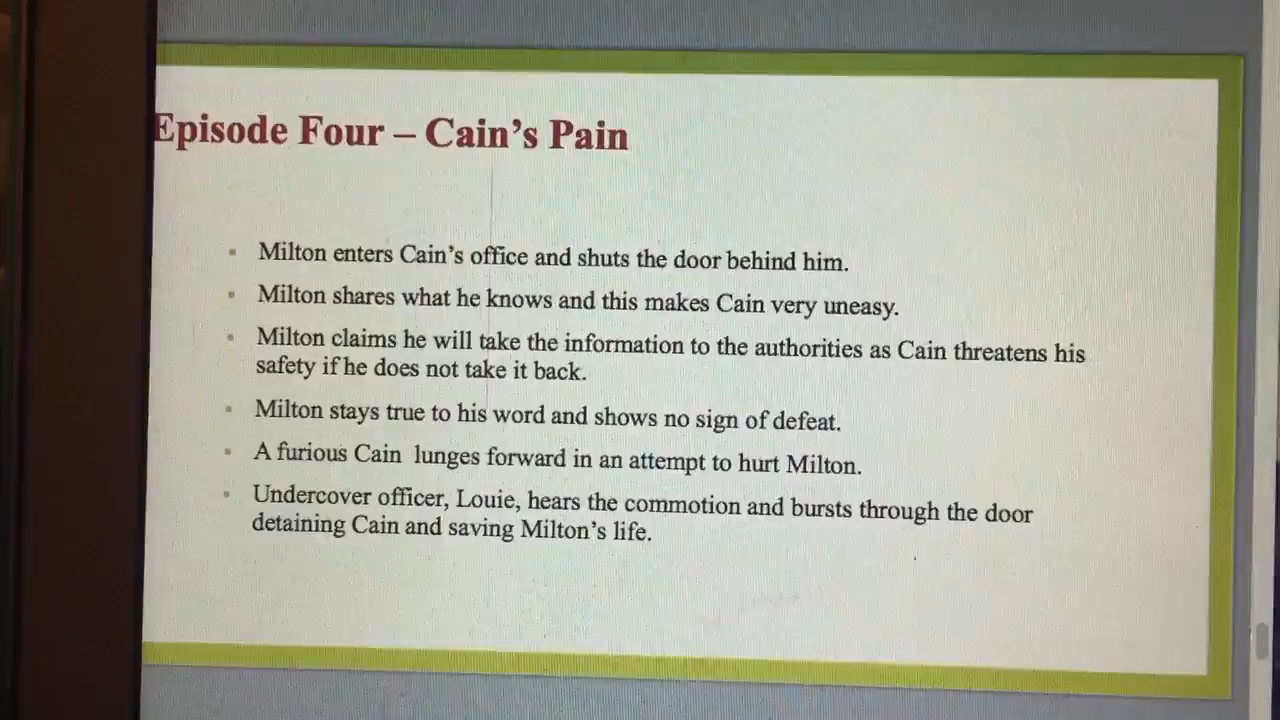 Episode Four – Cain's Pain
Milton enters Cain's office and shuts the door behind him.
Milton shares what he knows and this makes Cain very uneasy.
Milton claims he will take the information to the authorities as Cain threatens his
safety if he does not take it back.
Milton stays true to his word and shows no sign of defeat.
A furious Cain  lunges forward in an attempt to hurt Milton.
Undercover officer, Louie, hears the commotion and bursts through the door
detaining Cain and saving Milton's life.